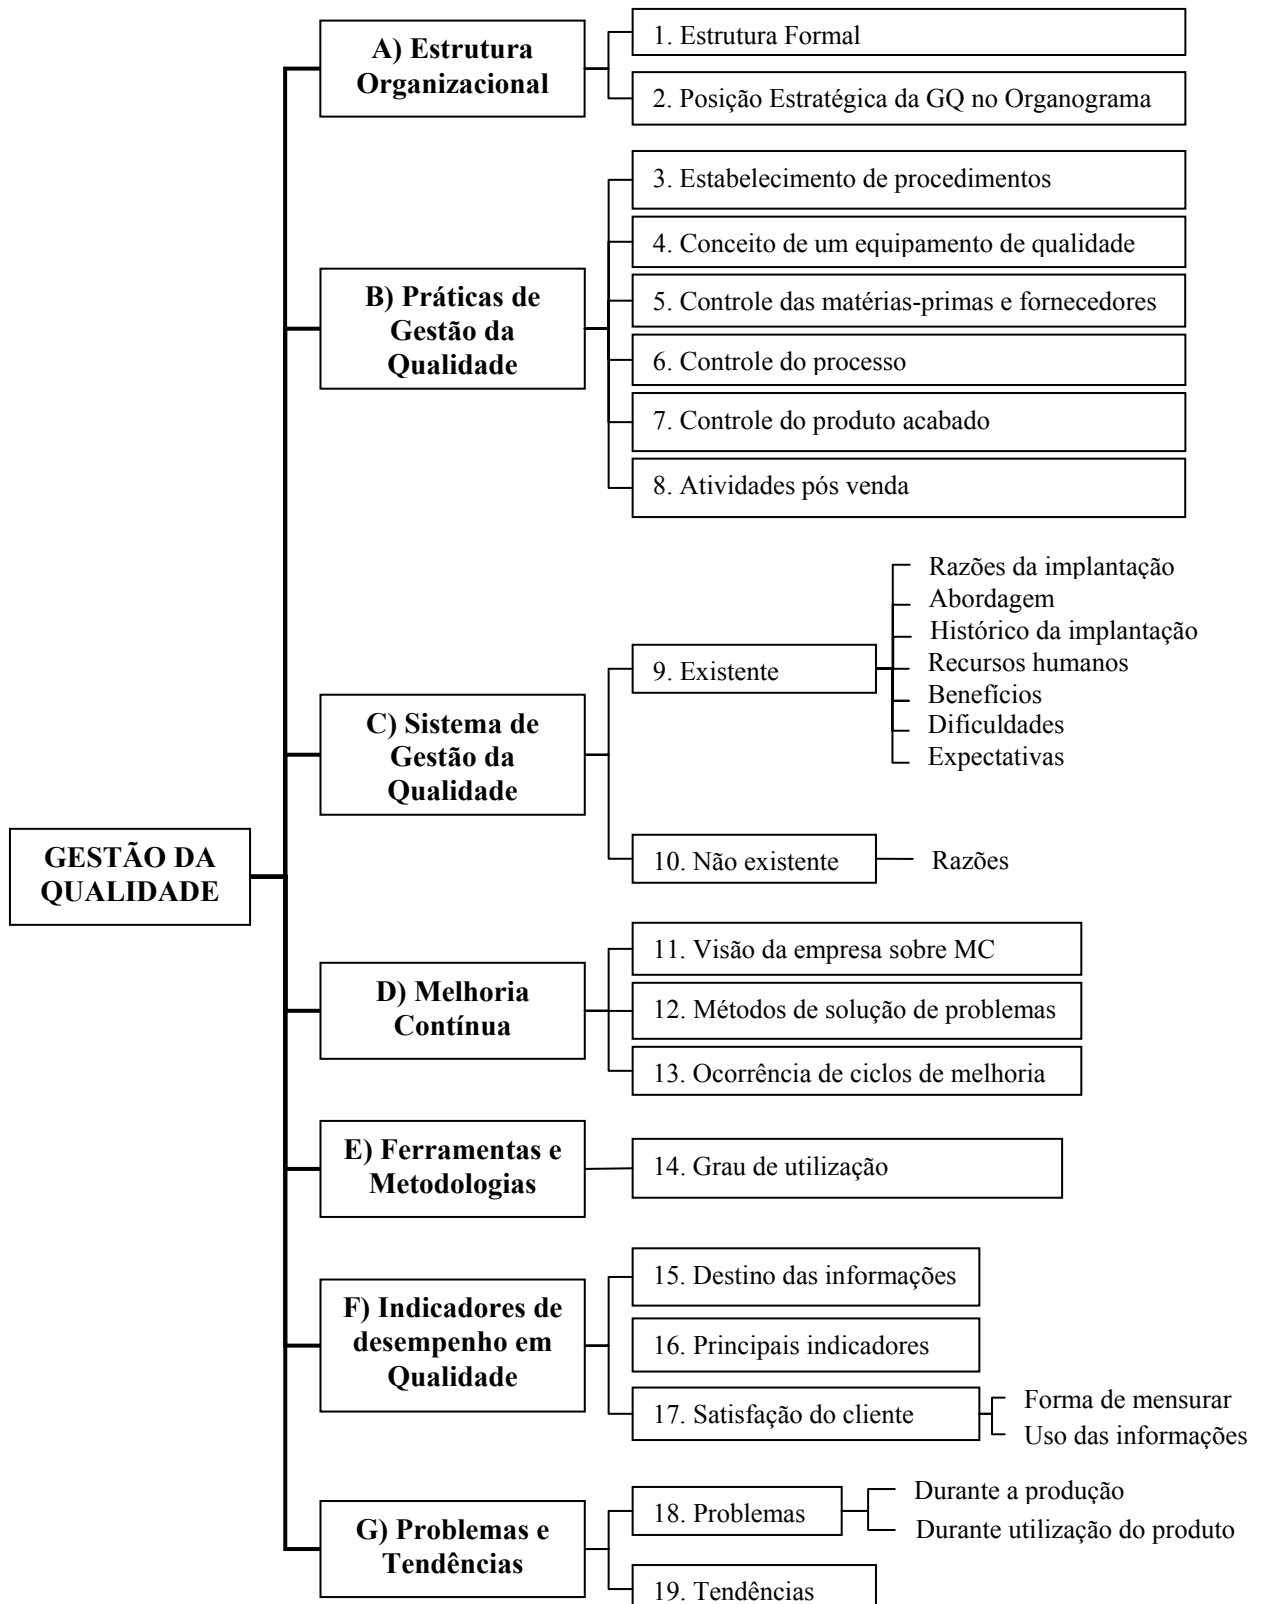 A) Estrutura
Organizacional
1. Estrutura Formal
2. Posição Estratégica da GQ no Organograma
B) Práticas de
Gestão da
Qualidade
3. Estabelecimento de procedimentos
4. Conceito de um equipamento de qualidade
5. Controle das matérias-primas e fornecedores
6. Controle do processo
7. Controle do produto acabado
8. Atividades pós venda
C) Sistema de
Gestão da
Qualidade
9. Existente
Razões da implantação
Abordagem
Histórico da implantação
Recursos humanos
Benefícios
Dificuldades
Expectativas
10. Não existente
Razões
GESTÃO DA
QUALIDADE
D) Melhoria
Contínua
11. Visão da empresa sobre MC
12. Métodos de solução de problemas
13. Ocorrência de ciclos de melhoria
E) Ferramentas e
Metodologias
14. Grau de utilização
F) Indicadores de
desempenho em
Qualidade
15. Destino das informações
16. Principais indicadores
17. Satisfação do cliente
Forma de mensurar
Uso das informações
G) Problemas e
Tendências
18. Problemas
Durante a produção
Durante utilização do produto
19. Tendências